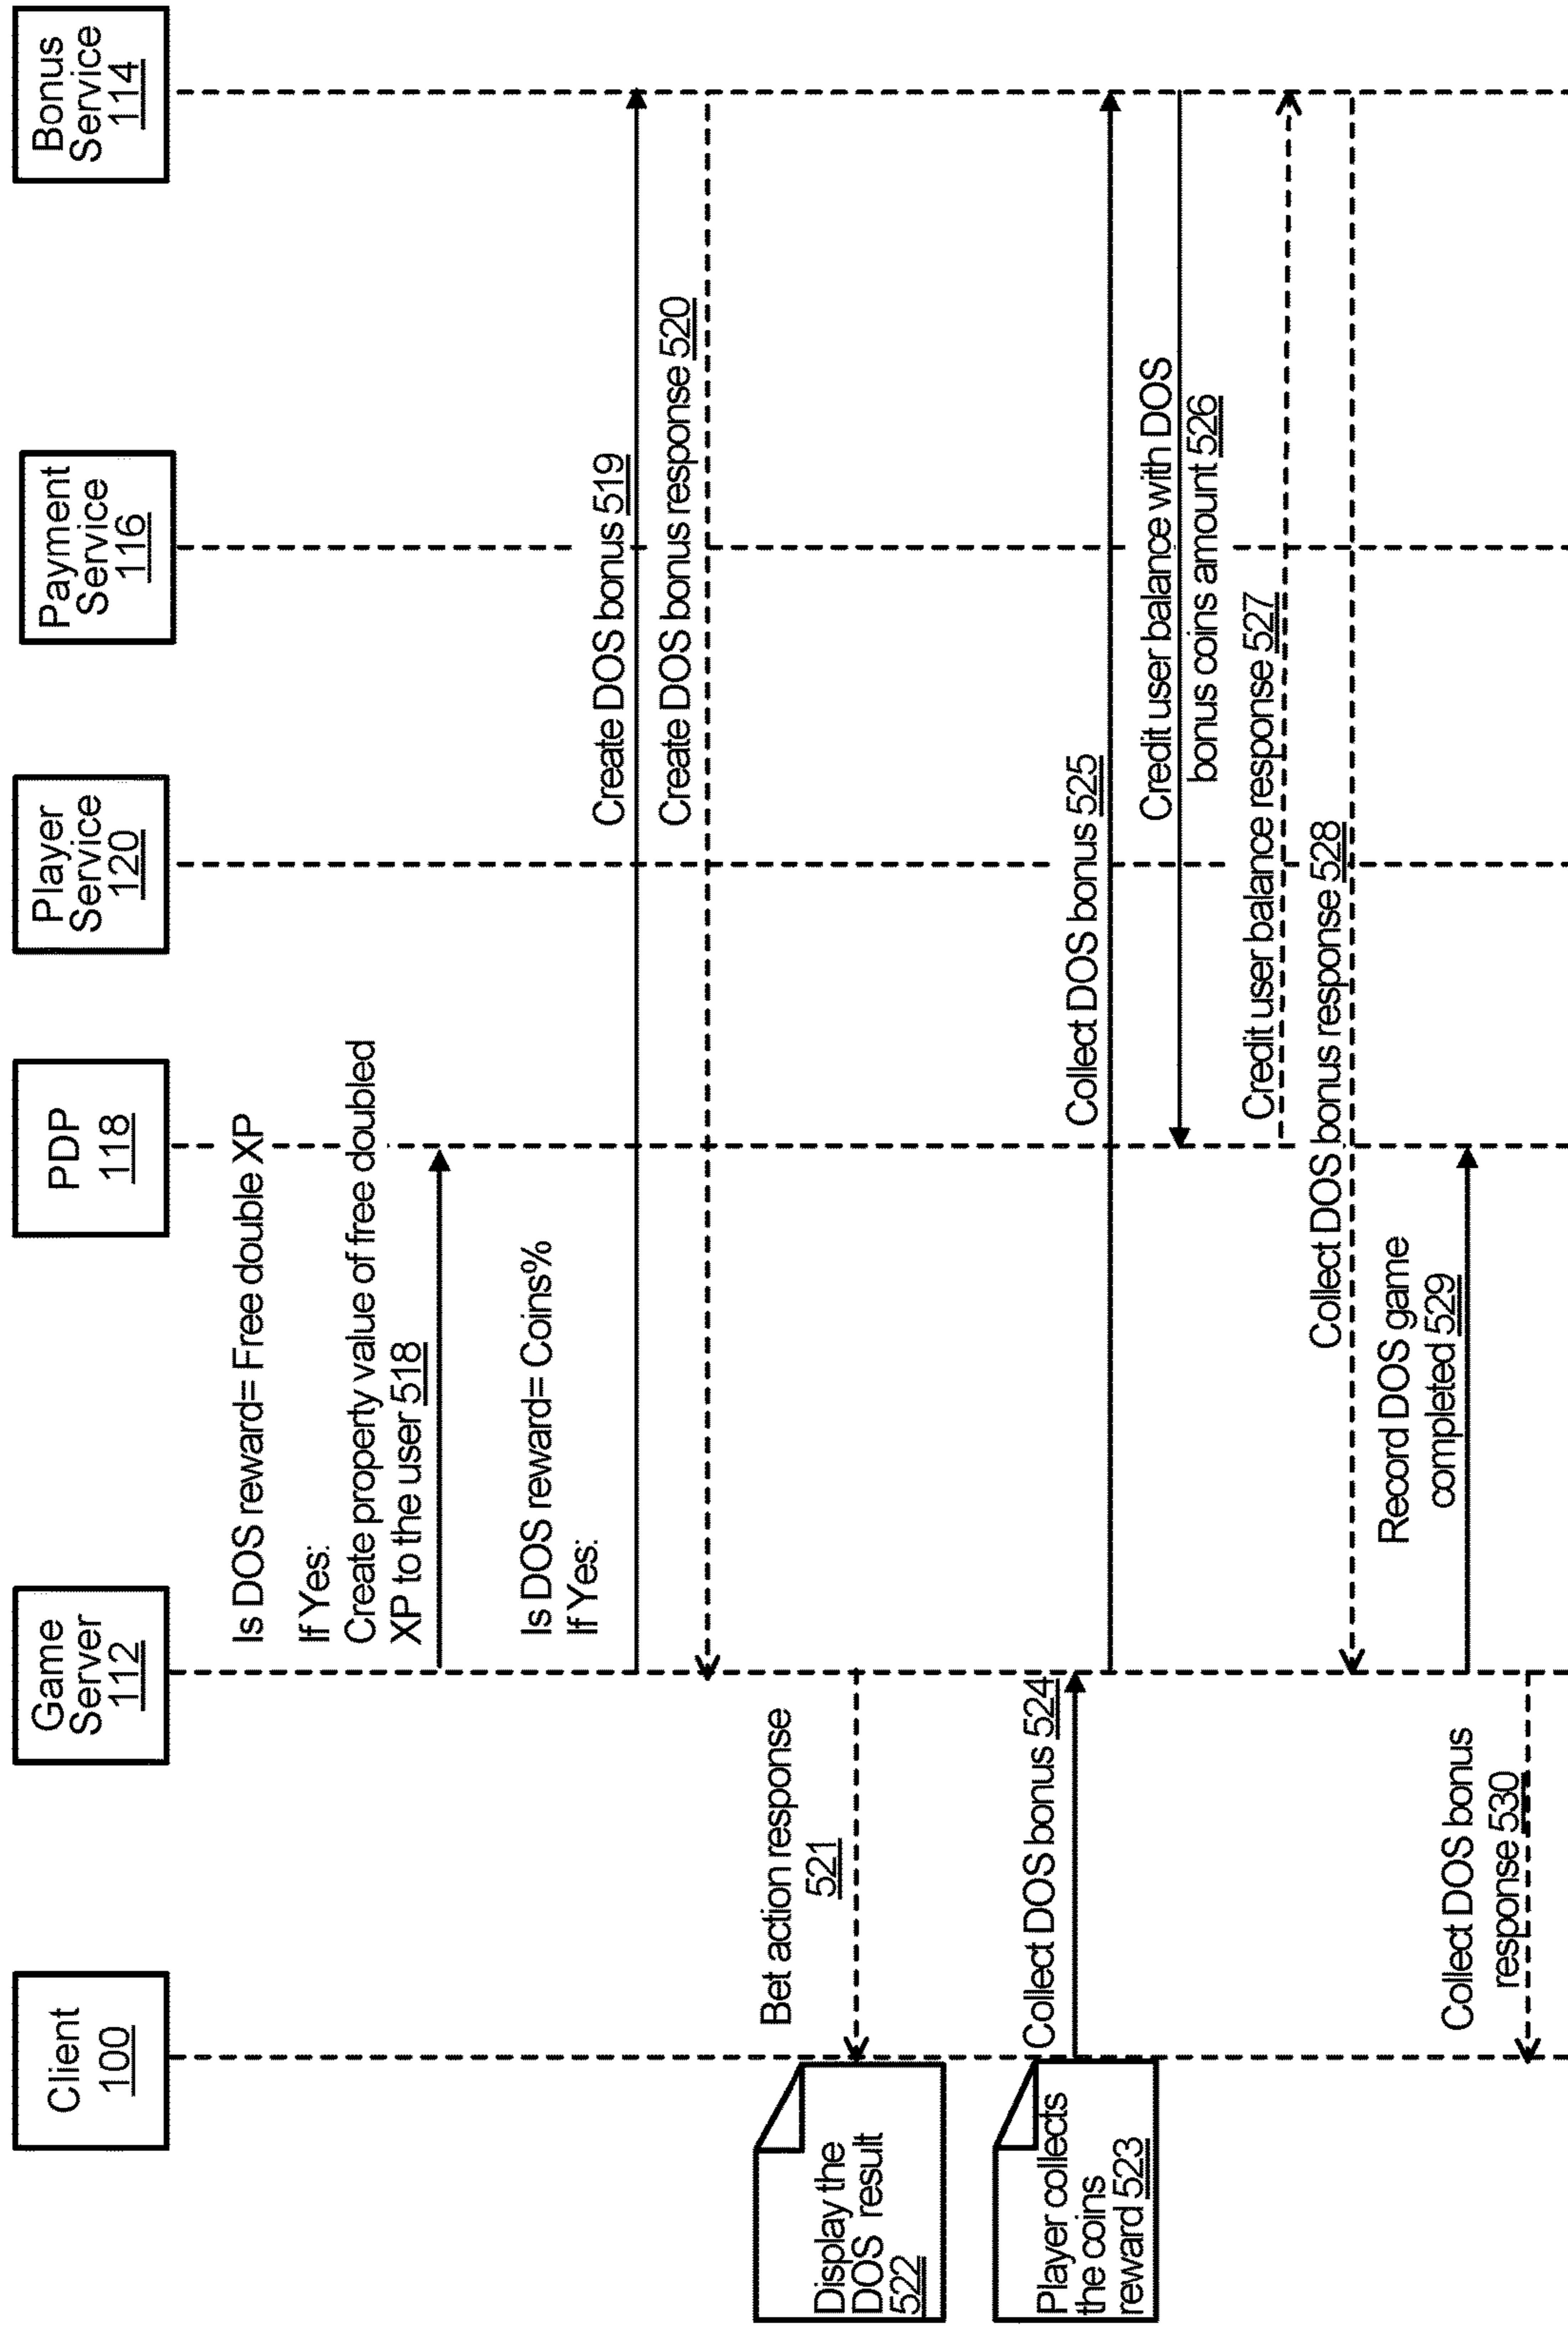 Client
100
Game
Server
112
PDP
118
Player
Service
120
Payment
Service
116
Bonus
Service
114
Is DOS reward= Free double XP
If Yes:
Create property value of free doubled
XP to the user 518
Is DOS reward= Coins%
If Yes:
Create DOS bonus 519
Create DOS bonus response 520
Bet action response
521
Display the
DOS result
522
Player collects
the coins
reward 523
Collect DOS bonus 524
Collect DOS bonus 525
Credit user balance with DOS
bonus coins amount 526
Credit user balance response 527
Collect DOS bonus response 528
Record DOS game
completed 529
Collect DOS bonus
response 530